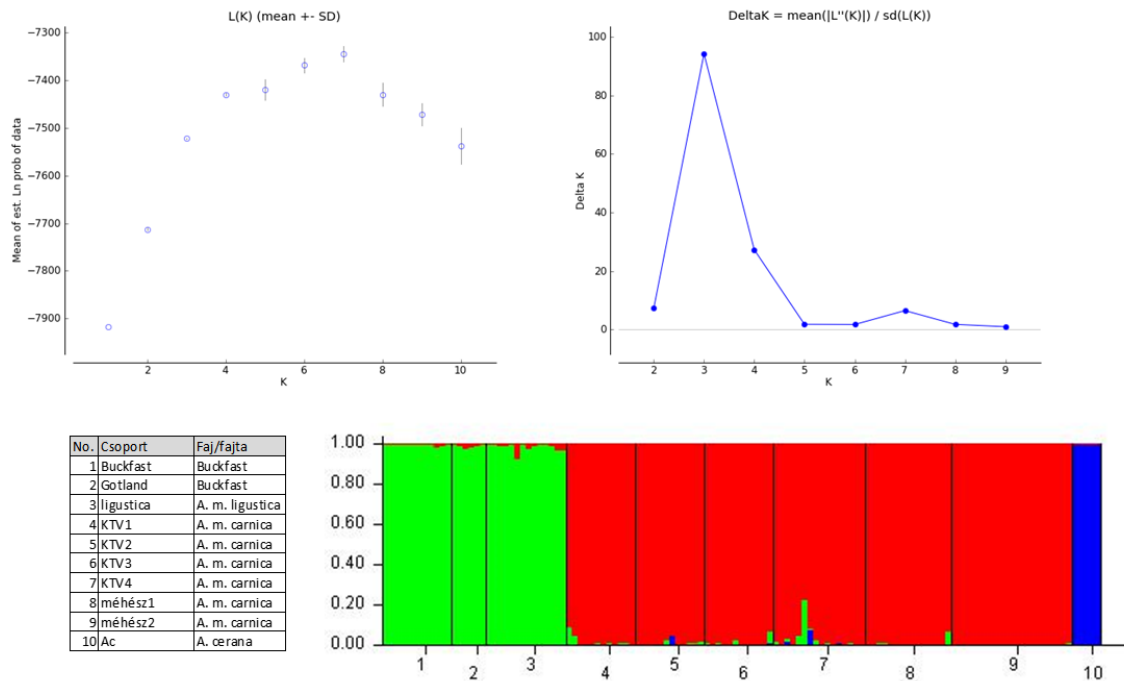 L(K) (mean +- SD)
−7300
−7400
−7500
−7600
−7700
−7800
−7900
Mean of est. Ln prob of data
2 4 6 8 10
K
DeltaK = mean(|L''(K)|) / sd(L(K))
100
80
60
40
20
0
Delta K
2 3 4 5 6 7 8 9
K
No. Csoport Faj/fajta
1 Buckfast Buckfast
2 Gotland Buckfast
3 ligustica A. m. ligustica
4 KTV1 A. m. carnica
5 KTV2 A. m. carnica
6 KTV3 A. m. carnica
7 KTV4 A. m. carnica
8 méhész1 A. m. carnica
9 méhész2 A. m. carnica
10 Ac A. cerana
1.00
0.80
0.60
0.40
0.20
0.00
1 2 3 4 5 6 7 8 9 10